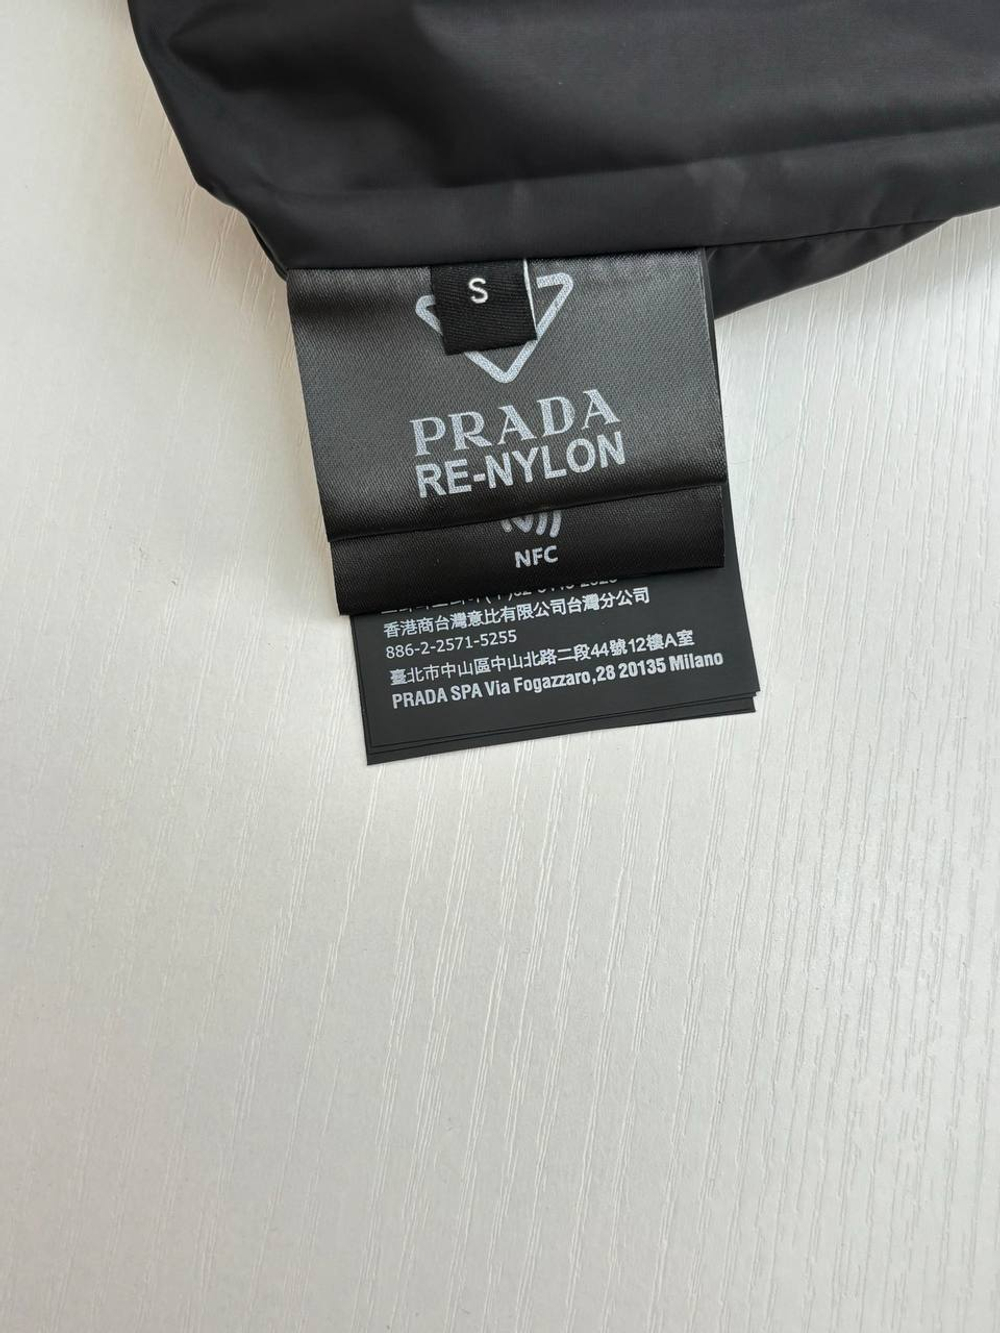 S
PRADA
RE-NYLON
NFC
香港商台灣意比有限公司台灣分公司
886-2-2571-5255
臺北市中山區中山北路二段44號12樓A室
PRADA SPA Via Fogazzaro,28 20135 Milano